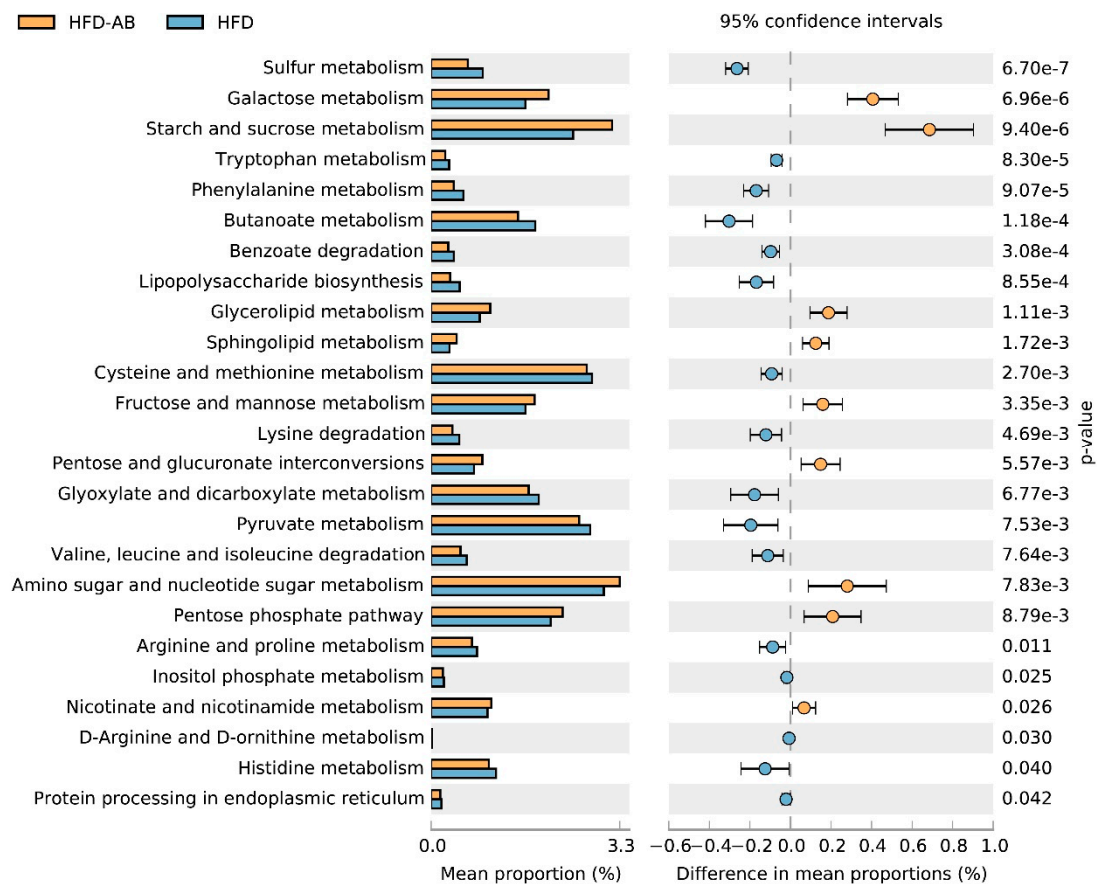 HFD-AB HFD
95% confidence intervals
Sulfur metabolism 6.70e-7
Galactose metabolism 6.96e-6
Starch and sucrose metabolism 9.40e-6
Tryptophan metabolism 8.30e-5
Phenylalanine metabolism 9.07e-5
Butanoate metabolism 1.18e-4
Benzoate degradation 3.08e-4
Lipopolysaccharide biosynthesis 8.55e-4
Glycerolipid metabolism 1.11e-3
Sphingolipid metabolism 1.72e-3
Cysteine and methionine metabolism 2.70e-3
Fructose and mannose metabolism 3.35e-3
Lysine degradation 4.69e-3
Pentose and glucuronate interconversions 5.57e-3
Glyoxylate and dicarboxylate metabolism 6.77e-3
Pyruvate metabolism 7.53e-3
Valine, leucine and isoleucine degradation 7.64e-3
Amino sugar and nucleotide sugar metabolism 7.83e-3
Pentose phosphate pathway 8.79e-3
Arginine and proline metabolism 0.011
Inositol phosphate metabolism 0.025
Nicotinate and nicotinamide metabolism 0.026
D-Arginine and D-ornithine metabolism 0.030
Histidine metabolism 0.040
Protein processing in endoplasmic reticulum 0.042
p-value
0.0 3.3 −0.6 −0.4 −0.2 0.0 0.2 0.4 0.6 0.8 1.0
Mean proportion (%) Difference in mean proportions (%)